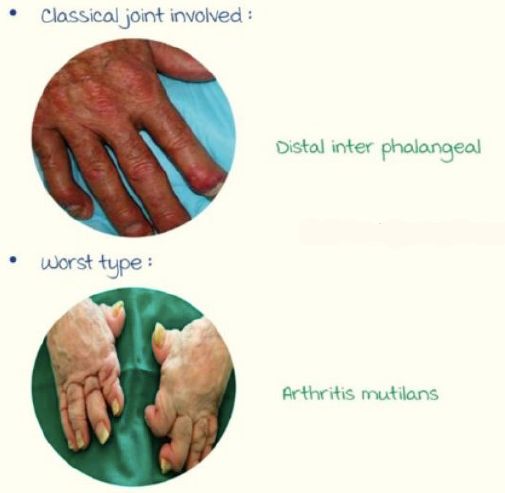 • Classical joint involved :
Distal inter phalangeal
• Worst type :
Arthritis mutilans